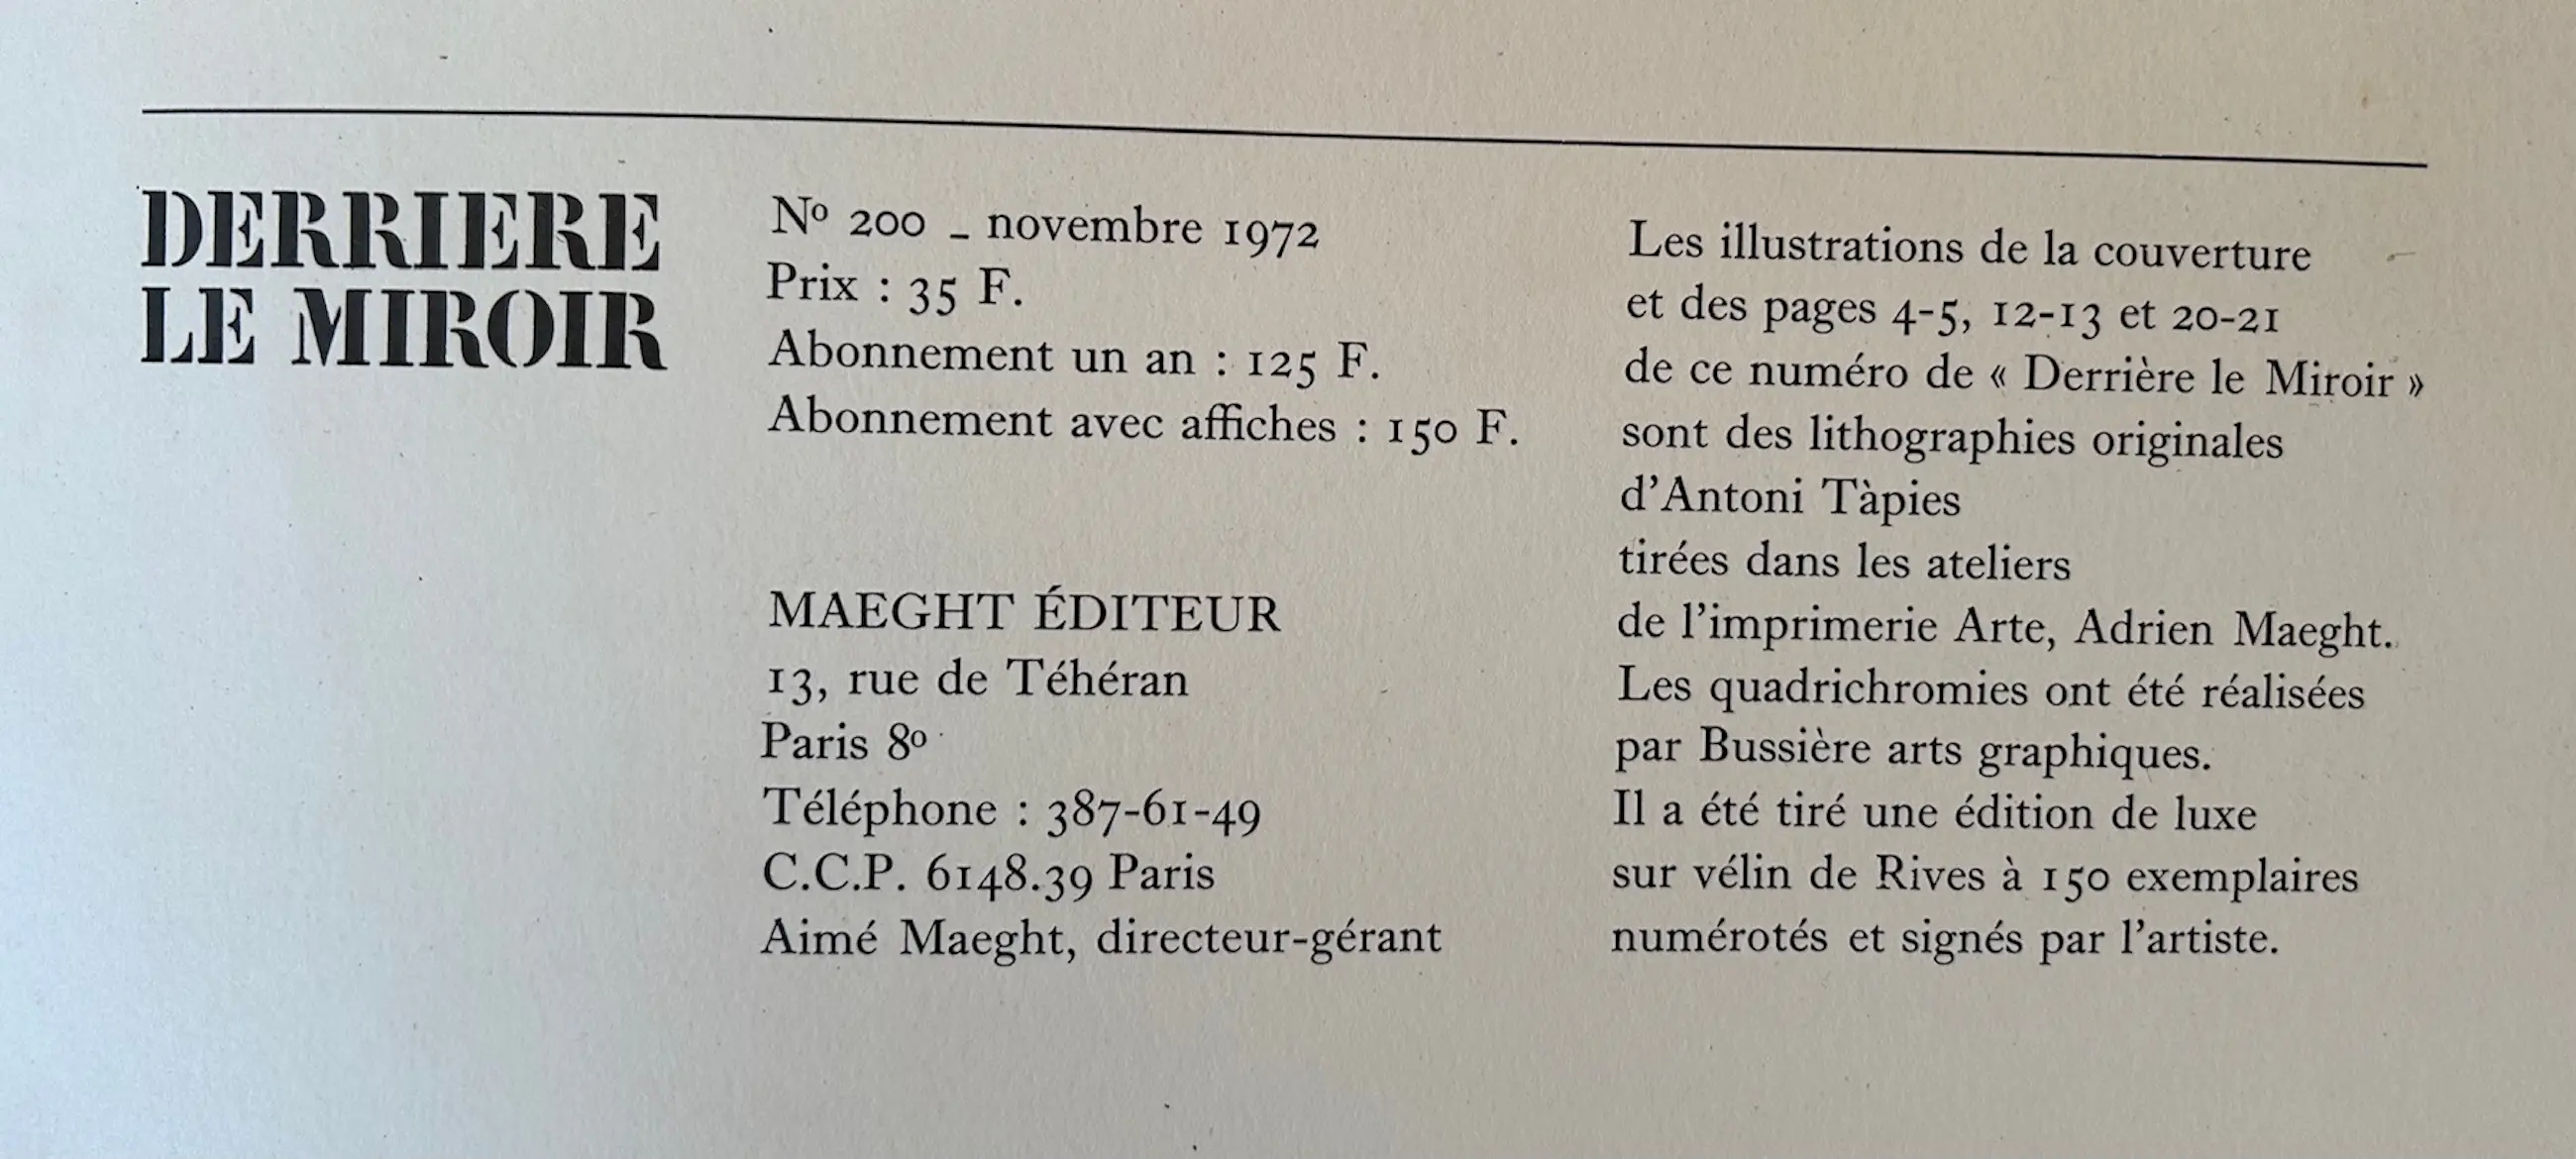 DERRIERE
LE MIROIR
Nº 200 _ novembre 1972
Prix : 35 F.
Abonnement un an : 125 F.
Abonnement avec affiches : 150 F.
MAEGHT ÉDITEUR
13, rue de Téhéran
Paris 8º
Téléphone : 387-61-49
C.C.P. 6148.39 Paris
Aimé Maeght, directeur-gérant
Les illustrations de la couverture
et des pages 4-5, 12-13 et 20-21
de ce numéro de « Derrière le Miroir »
sont des lithographies originales
d’Antoni Tàpies
tirées dans les ateliers
de l’imprimerie Arte, Adrien Maeght.
Les quadrichromies ont été réalisées
par Bussière arts graphiques.
Il a été tiré une édition de luxe
sur vélin de Rives à 150 exemplaires
numérotés et signés par l’artiste.